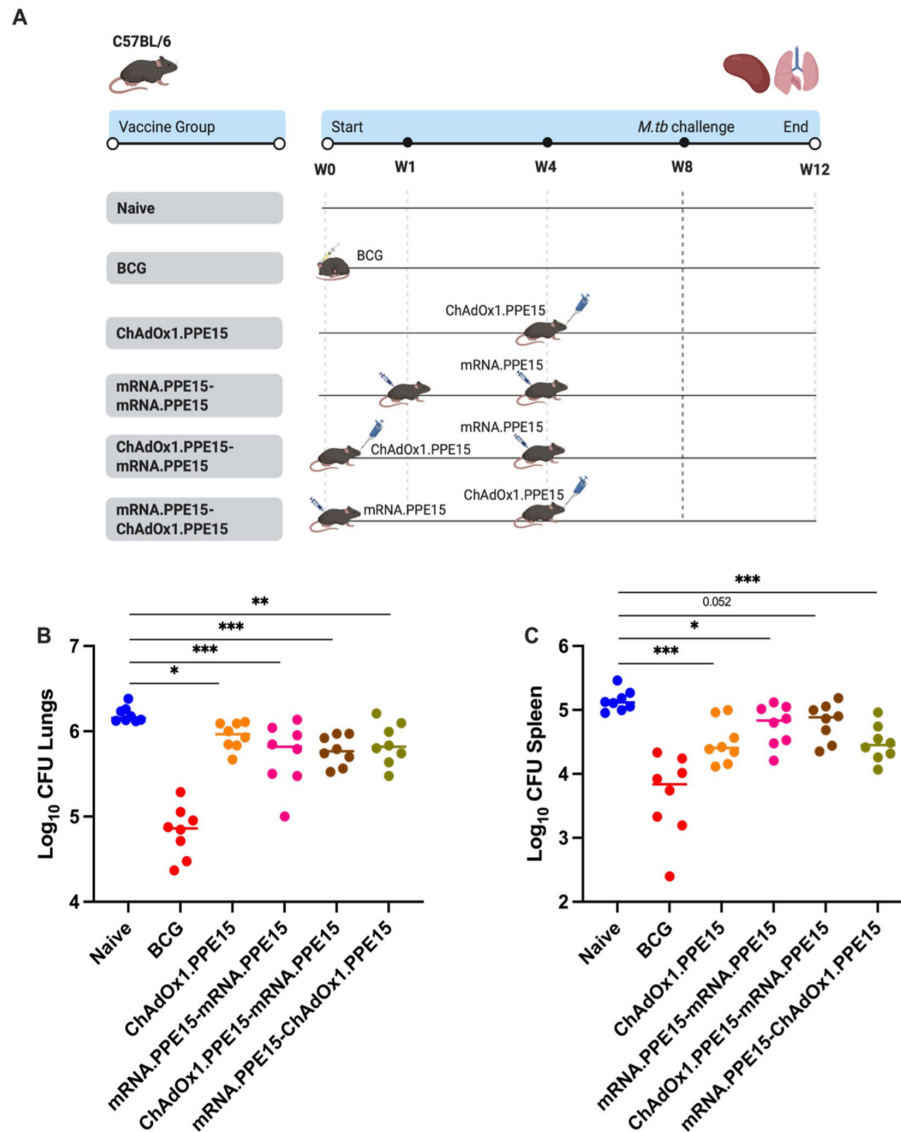 A
C57BL/6
Vaccine Group
Start
M.tb challenge
End
W0
W1
W4
W8
W12
Naive
BCG
BCG
ChAdOx1.PPE15
ChAdOx1.PPE15
mRNA.PPE15-
mRNA.PPE15
mRNA.PPE15
ChAdOx1.PPE15-
mRNA.PPE15
ChAdOx1.PPE15
mRNA.PPE15
mRNA.PPE15-
ChAdOx1.PPE15
mRNA.PPE15
ChAdOx1.PPE15
B
**
***
***
*
7
6
5
4
Log10 CFU Lungs
Naive
BCG
ChAdOx1.PPE15
mRNA.PPE15-mRNA.PPE15
ChAdOx1.PPE15-mRNA.PPE15
mRNA.PPE15-ChAdOx1.PPE15
C
***
0.052
*
***
6
5
4
3
2
Log10 CFU Spleen
Naive
BCG
ChAdOx1.PPE15
mRNA.PPE15-mRNA.PPE15
ChAdOx1.PPE15-mRNA.PPE15
mRNA.PPE15-ChAdOx1.PPE15